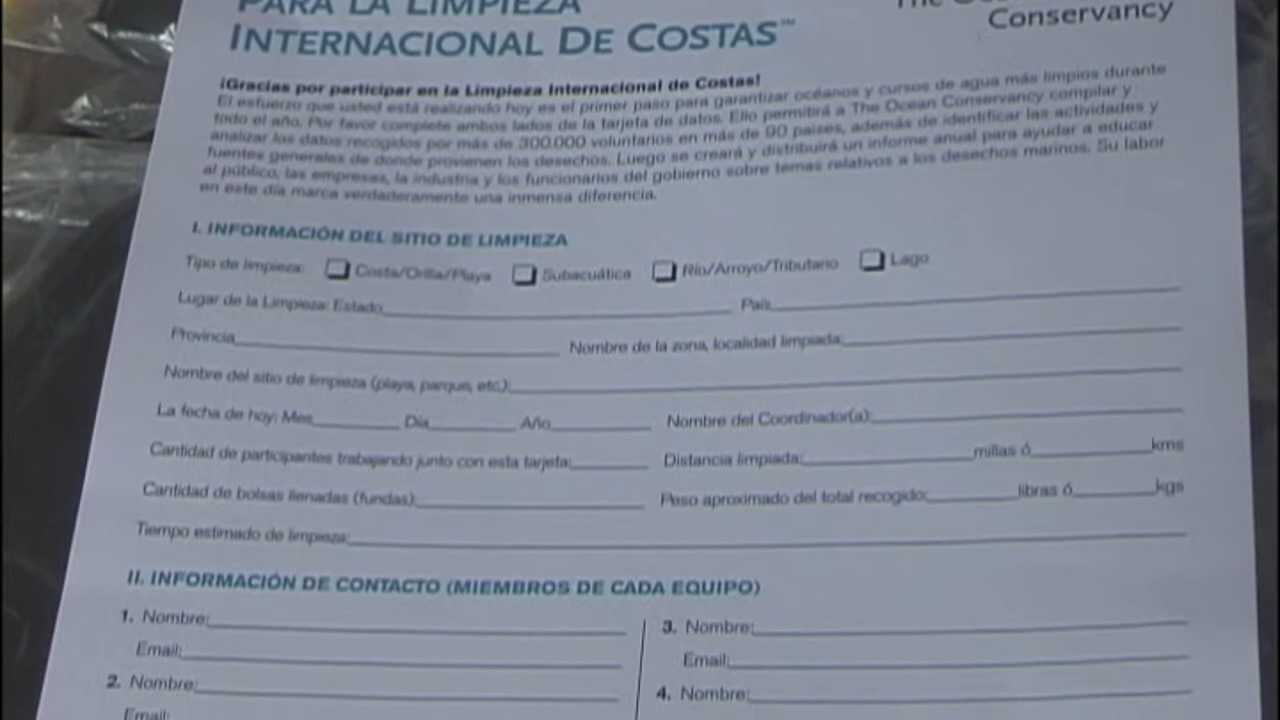 PARA LA LIMPIEZA
INTERNACIONAL DE COSTAS™
The
Conservancy
¡Gracias por participar en la Limpieza Internacional de Costas!
El esfuerzo que usted está realizando hoy es el primer paso para garantizar océanos y cursos de agua más limpios durante
todo el año. Por favor complete ambos lados de la tarjeta de datos. Ello permitirá a The Ocean Conservancy compilar y
analizar los datos recogidos por más de 300.000 voluntarios en más de 90 países, además de identificar las actividades y
fuentes generales de donde provienen los desechos. Luego se creará y distribuirá un informe anual para ayudar a educar
al público, las empresas, la industria y los funcionarios del gobierno sobre temas relativos a los desechos marinos. Su labor
en este día marca verdaderamente una inmensa diferencia.
I. INFORMACIÓN DEL SITIO DE LIMPIEZA
Tipo de limpieza: Costa/Orilla/Playa Subacuática Río/Arroyo/Tributario Lago
Lugar de la Limpieza: Estado País
Provincia Nombre de la zona, localidad limpiada:
Nombre del sitio de limpieza (playa, parque, etc):
La fecha de hoy: Mes Día Año Nombre del Coordinador(a):
Cantidad de participantes trabajando junto con esta tarjeta: Distancia limpiada: millas ó kms
Cantidad de bolsas llenadas (fundas): Peso aproximado del total recogido: libras ó kgs
Tiempo estimado de limpieza:
II. INFORMACIÓN DE CONTACTO (MIEMBROS DE CADA EQUIPO)
1. Nombre: 3. Nombre:
Email: Email:
2. Nombre: 4. Nombre:
Email: